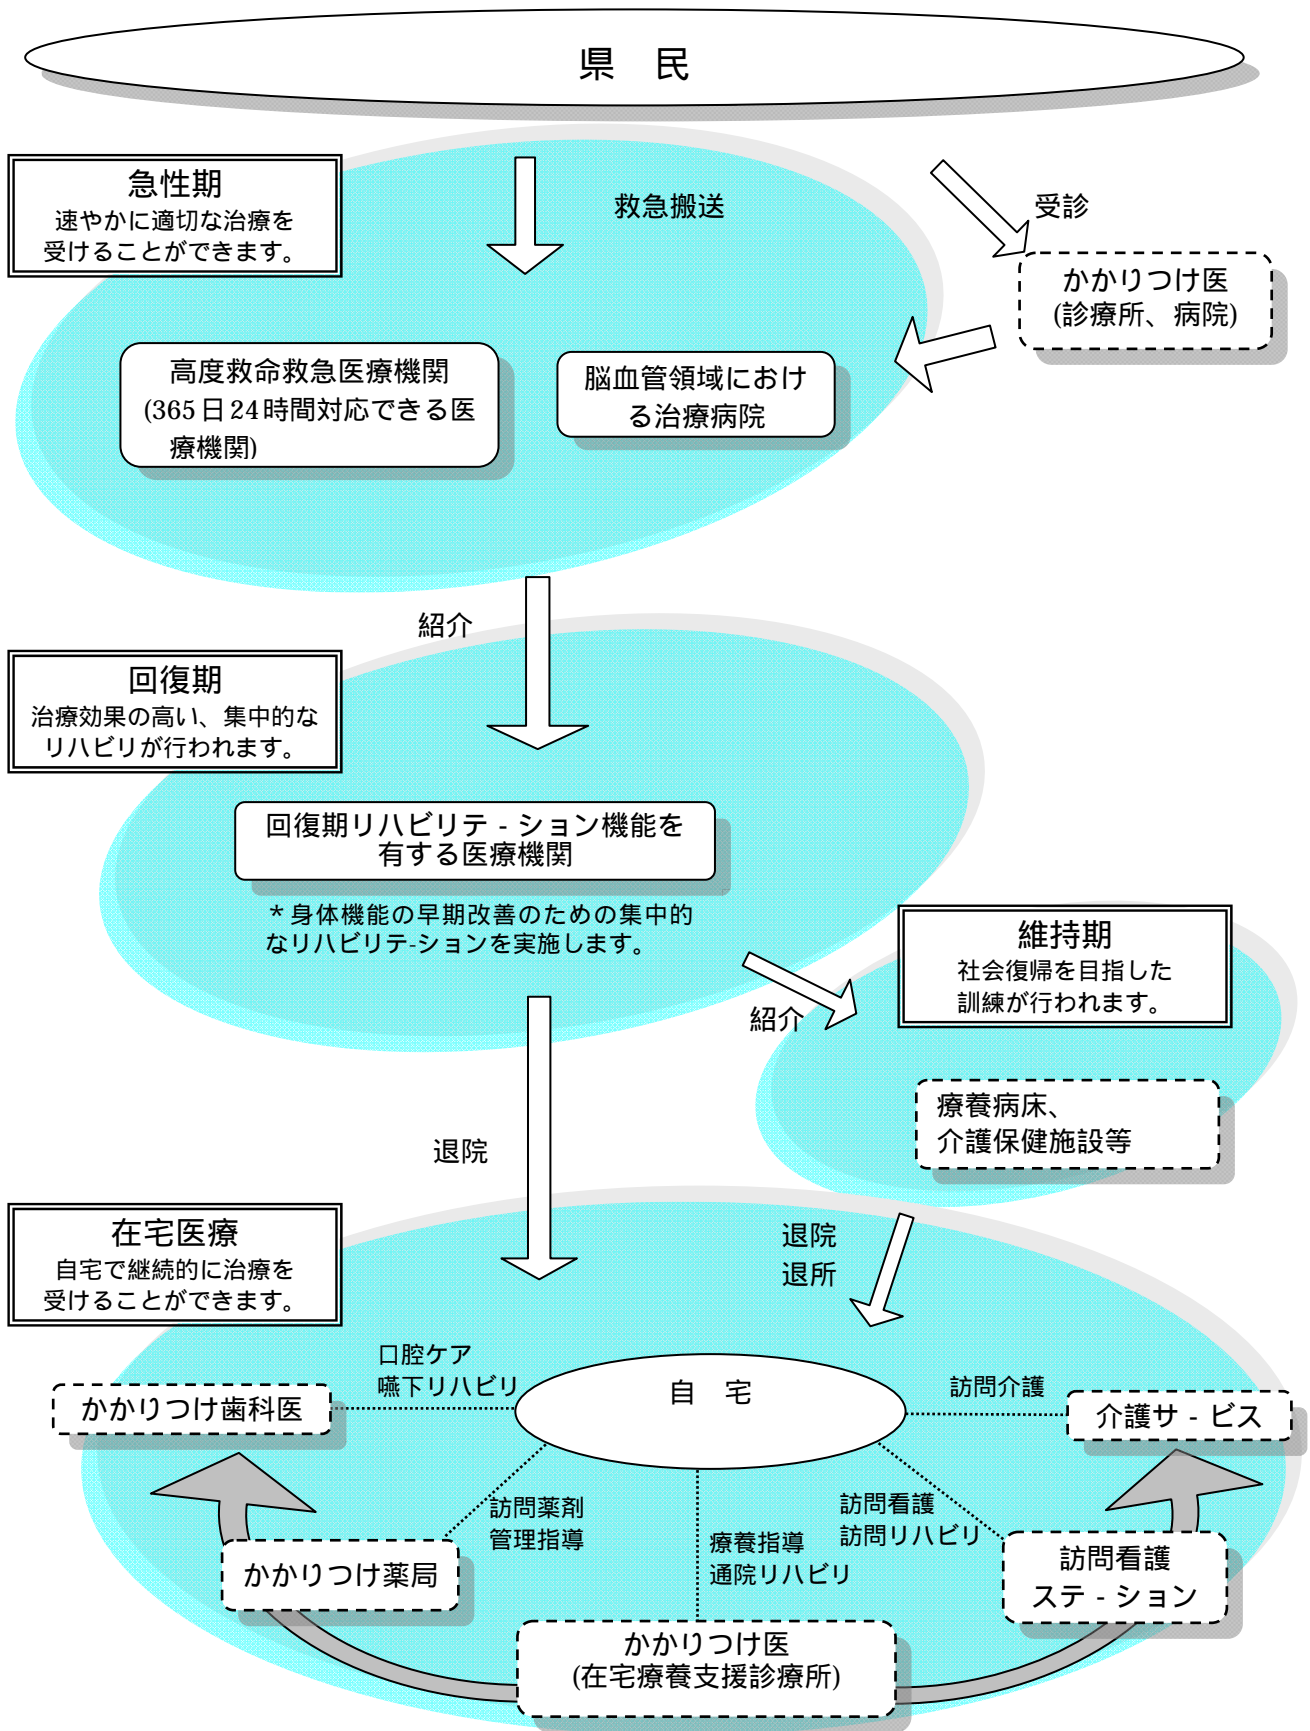 県　民
急性期
速やかに適切な治療を
受けることができます。
救急搬送
受診
かかりつけ医
(診療所、病院)
高度救命救急医療機関
(365日24時間対応できる医
療機関)
脳血管領域におけ
る治療病院
紹介
回復期
治療効果の高い、集中的な
リハビリが行われます。
回復期リハビリテ‐ション機能を
有する医療機関
＊身体機能の早期改善のための集中的
なリハビリテ-ションを実施します。
維持期
社会復帰を目指した
訓練が行われます。
紹介
療養病床、
介護保健施設等
退院
在宅医療
自宅で継続的に治療を
受けることができます。
退院
退所
口腔ケア
嚥下リハビリ
自　宅
訪問介護
かかりつけ歯科医
介護サ‐ビス
訪問薬剤
管理指導
訪問看護
訪問リハビリ
療養指導
通院リハビリ
かかりつけ薬局
訪問看護
ステ‐ション
かかりつけ医
(在宅療養支援診療所)